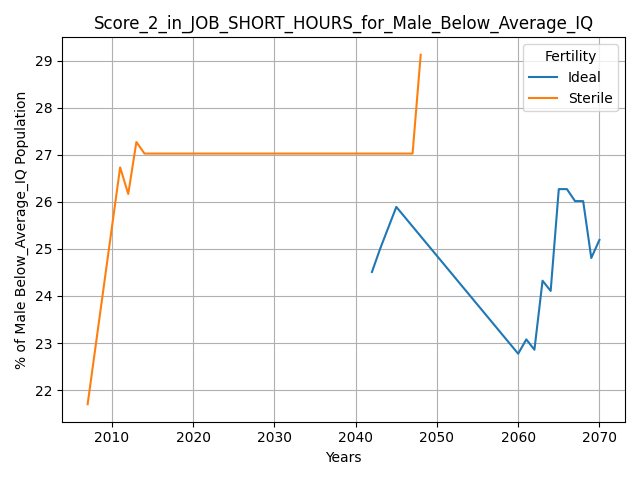 Score_2_in_JOB_SHORT_HOURS_for_Male_Below_Average_IQ
% of Male Below_Average_IQ Population
29
28
27
26
25
24
23
22
Fertility
Ideal
Sterile
2010 2020 2030 2040 2050 2060 2070
Years